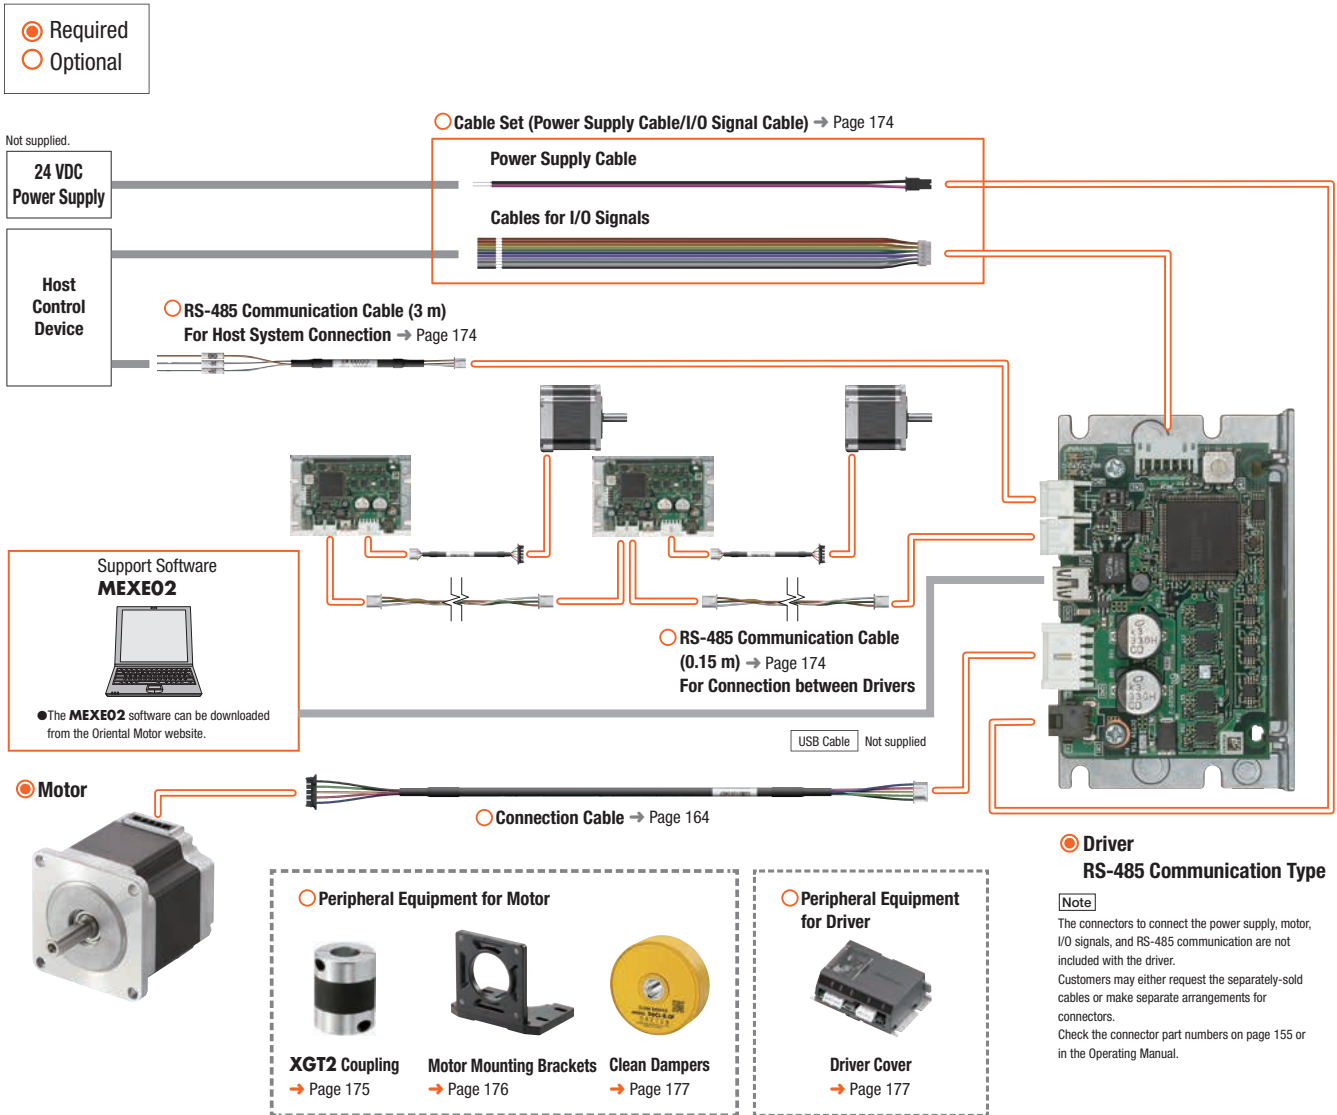 Required
Optional
Cable Set (Power Supply Cable/I/O Signal Cable) → Page 174
Not supplied.
24 VDC
Power Supply
Power Supply Cable
Cables for I/O Signals
Host
Control
Device
RS-485 Communication Cable (3 m)
For Host System Connection → Page 174
Support Software
MEXE02
●The MEXE02 software can be downloaded
from the Oriental Motor website.
RS-485 Communication Cable
(0.15 m) → Page 174
For Connection between Drivers
USB Cable Not supplied
Motor
Connection Cable → Page 164
Driver
RS-485 Communication Type
Note
The connectors to connect the power supply, motor,
I/O signals, and RS-485 communication are not
included with the driver.
Customers may either request the separately-sold
cables or make separate arrangements for
connectors.
Check the connector part numbers on page 155 or
in the Operating Manual.
Peripheral Equipment for Motor
XGT2 Coupling
→ Page 175
Motor Mounting Brackets
→ Page 176
Clean Dampers
→ Page 177
Peripheral Equipment
for Driver
Driver Cover
→ Page 177